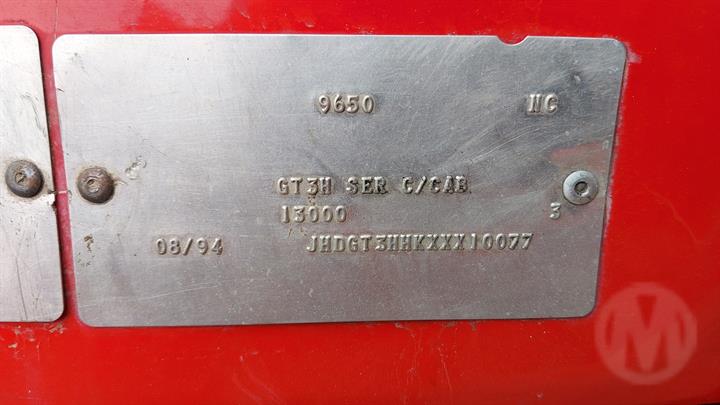 9650 NC
GT3H SER C/CAB
13000 3
08/94 JHDGT3HHKXXX10077
M